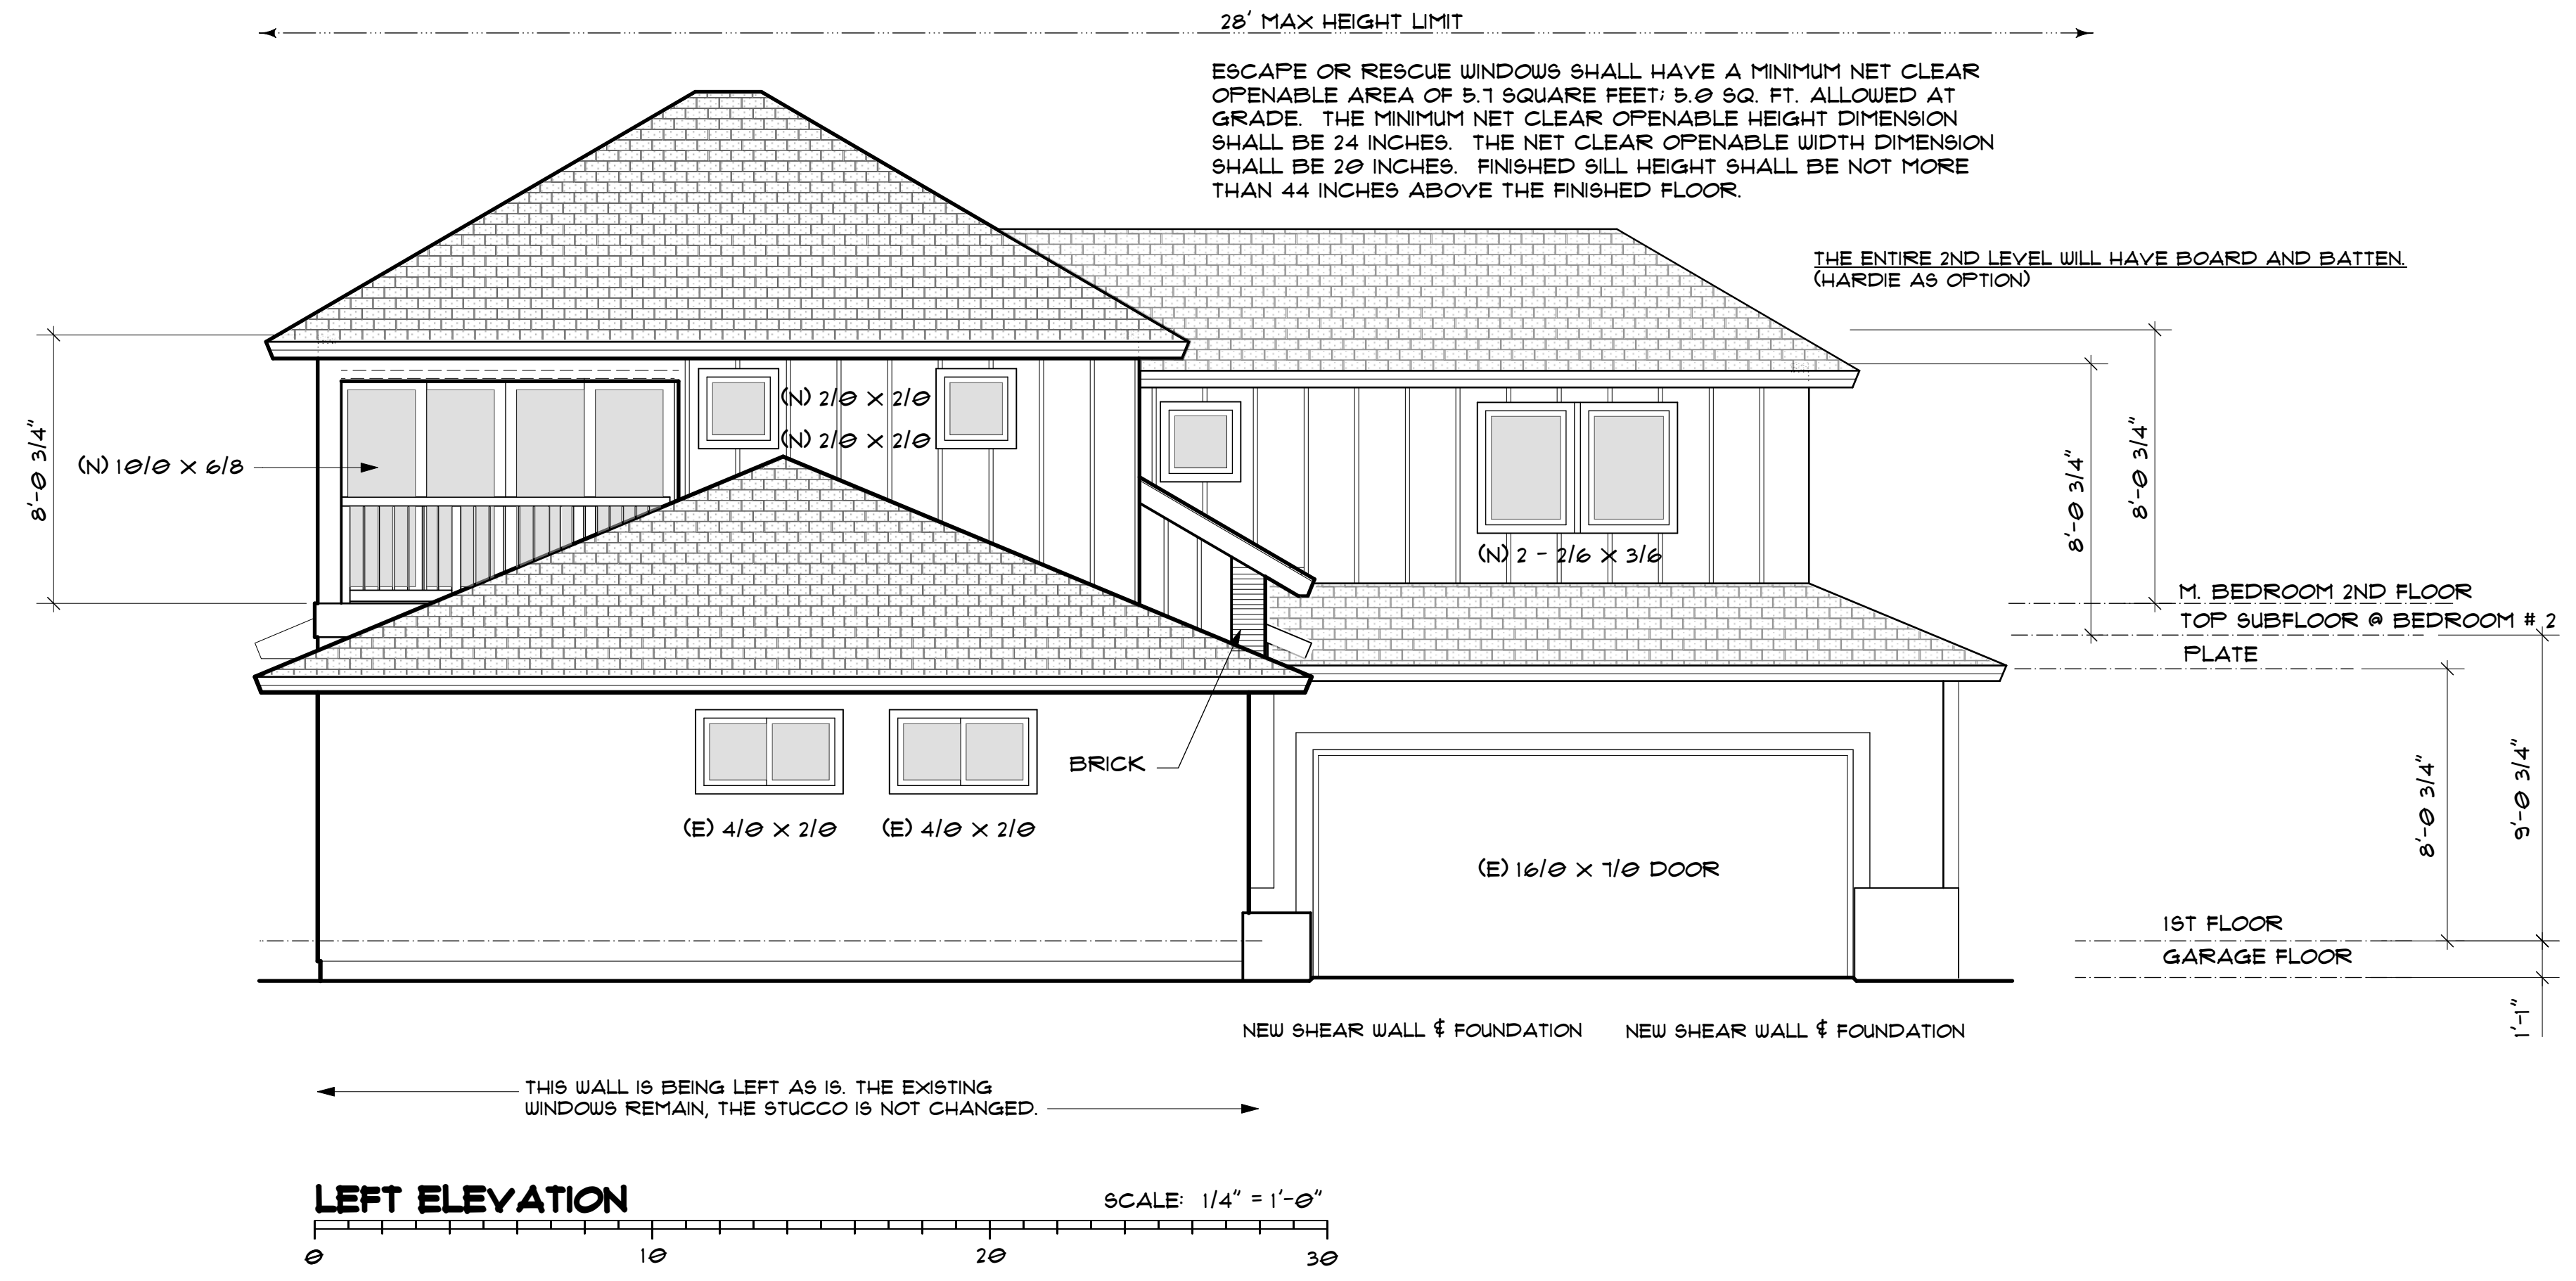 28' MAX HEIGHT LIMIT
ESCAPE OR RESCUE WINDOWS SHALL HAVE A MINIMUM NET CLEAR
OPENABLE AREA OF 5.7 SQUARE FEET; 5.0 SQ. FT. ALLOWED AT
GRADE. THE MINIMUM NET CLEAR OPENABLE HEIGHT DIMENSION
SHALL BE 24 INCHES. THE NET CLEAR OPENABLE WIDTH DIMENSION
SHALL BE 20 INCHES. FINISHED SILL HEIGHT SHALL BE NOT MORE
THAN 44 INCHES ABOVE THE FINISHED FLOOR.
THE ENTIRE 2ND LEVEL WILL HAVE BOARD AND BATTEN.
(HARDIE AS OPTION)
8'-0 3/4"
(N) 10/0 X 6/8
(N) 2/0 X 2/0
(N) 2/0 X 2/0
(N) 2 - 2/6 X 3/6
8'-0 3/4"
8'-0 3/4"
M. BEDROOM 2ND FLOOR
TOP SUBFLOOR @ BEDROOM # 2
PLATE
BRICK
(E) 4/0 X 2/0
(E) 4/0 X 2/0
(E) 16/0 X 7/0 DOOR
8'-0 3/4"
9'-0 3/4"
1ST FLOOR
GARAGE FLOOR
1'-1"
NEW SHEAR WALL & FOUNDATION
NEW SHEAR WALL & FOUNDATION
THIS WALL IS BEING LEFT AS IS. THE EXISTING
WINDOWS REMAIN, THE STUCCO IS NOT CHANGED.
LEFT ELEVATION
SCALE: 1/4" = 1'-0"
0 10 20 30